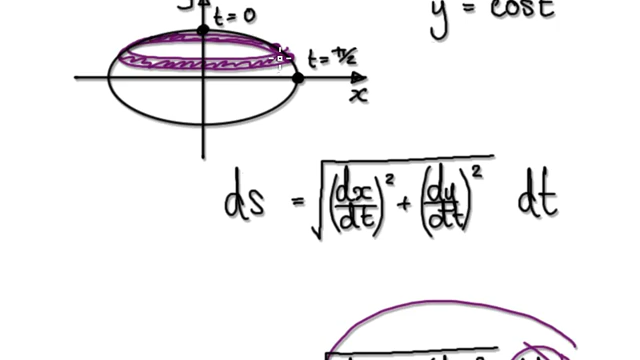 y
y = cost
t = 0
t = π/2
x
ds = √((dx/dt)² + (dy/dt)²) dt